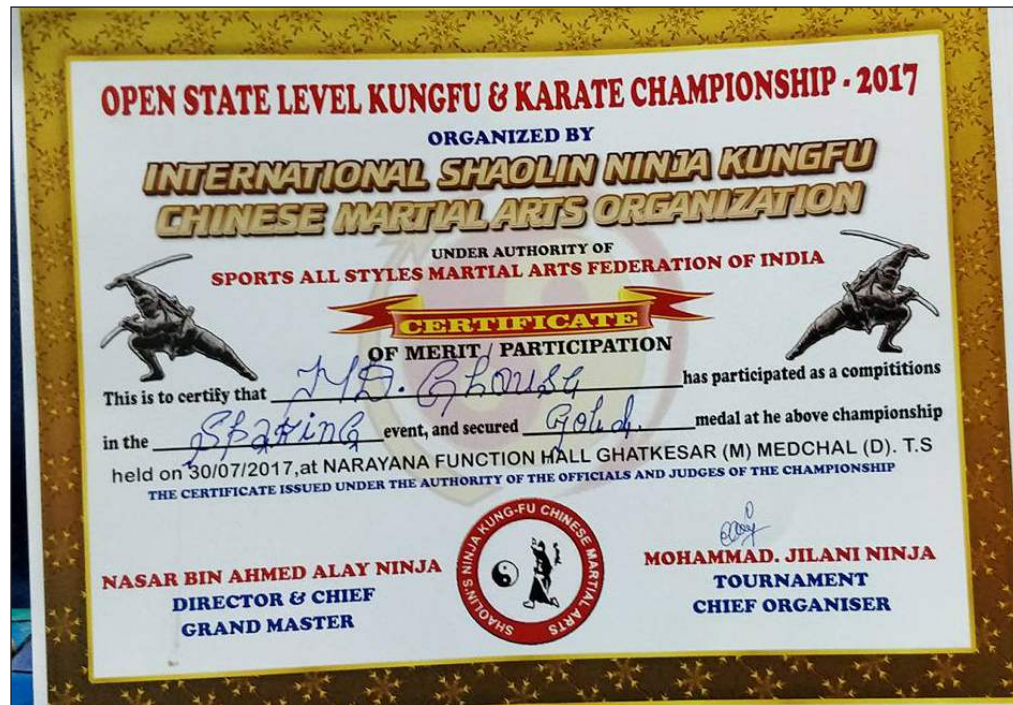 OPEN STATE LEVEL KUNGFU & KARATE CHAMPIONSHIP - 2017
ORGANIZED BY
INTERNATIONAL SHAOLIN NINJA KUNGFU
CHINESE MARTIAL ARTS ORGANIZATION
UNDER AUTHORITY OF
SPORTS ALL STYLES MARTIAL ARTS FEDERATION OF INDIA
CERTIFICATE
OF MERIT / PARTICIPATION
This is to certify that MD. Ghouse has participated as a compititions
in the event, and secured medal at he above championship
held on 30/07/2017,at NARAYANA FUNCTION HALL GHATKESAR (M) MEDCHAL (D). T.S
THE CERTIFICATE ISSUED UNDER THE AUTHORITY OF THE OFFICIALS AND JUDGES OF THE CHAMPIONSHIP
SHAOLIN'S NINJA KUNG-FU CHINESE MARTIAL ARTS
NASAR BIN AHMED ALAY NINJA
DIRECTOR & CHIEF
GRAND MASTER
MOHAMMAD. JILANI NINJA
TOURNAMENT
CHIEF ORGANISER